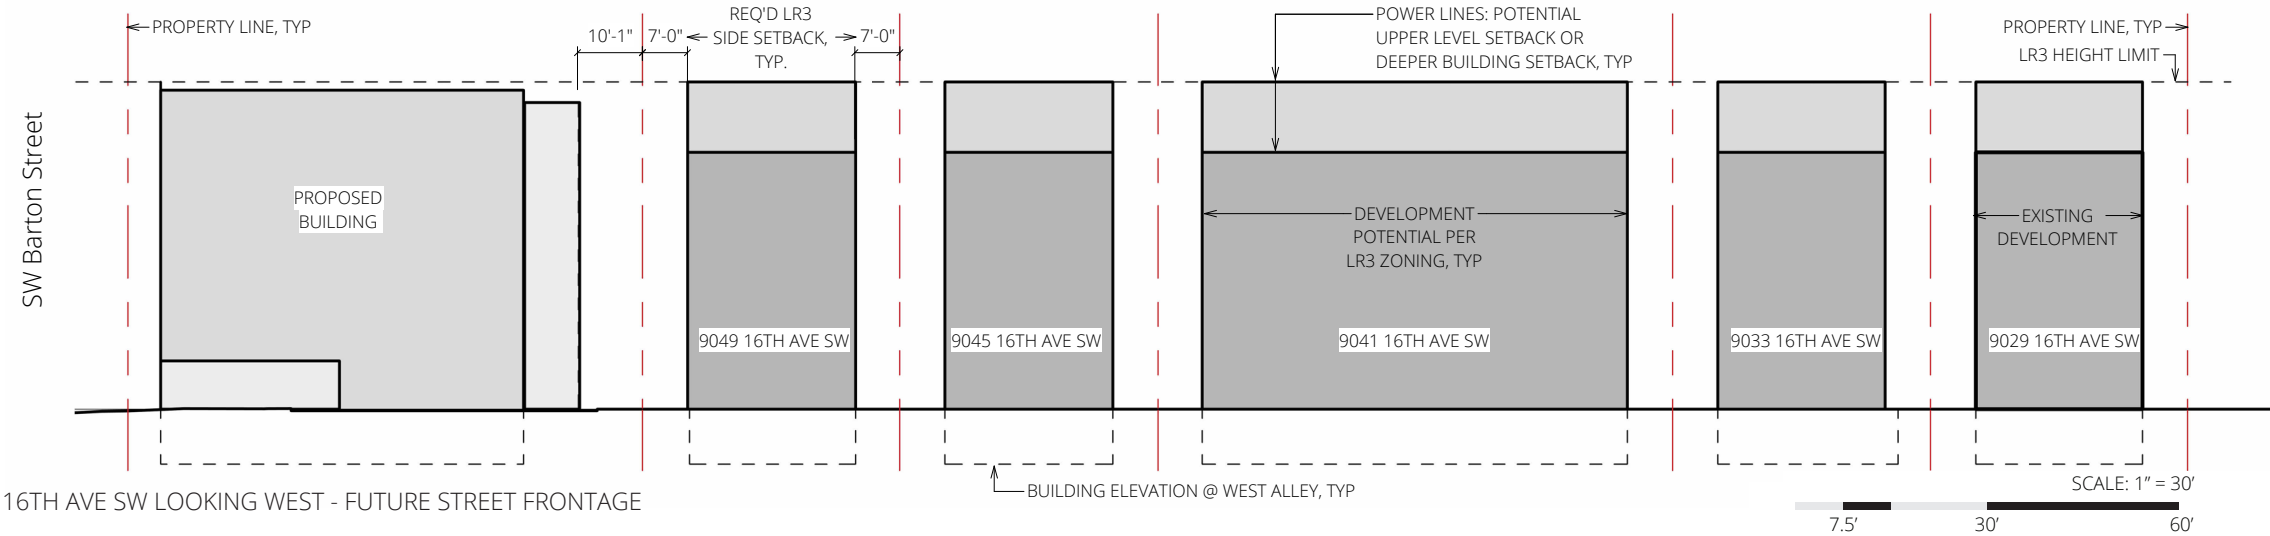 PROPERTY LINE, TYP
10'-1"
7'-0"
REQ'D LR3
SIDE SETBACK,
TYP.
7'-0"
POWER LINES: POTENTIAL
UPPER LEVEL SETBACK OR
DEEPER BUILDING SETBACK, TYP
PROPERTY LINE, TYP
LR3 HEIGHT LIMIT
SW Barton Street
PROPOSED
BUILDING
DEVELOPMENT
POTENTIAL PER
LR3 ZONING, TYP
EXISTING
DEVELOPMENT
9049 16TH AVE SW
9045 16TH AVE SW
9041 16TH AVE SW
9033 16TH AVE SW
9029 16TH AVE SW
BUILDING ELEVATION @ WEST ALLEY, TYP
16TH AVE SW LOOKING WEST - FUTURE STREET FRONTAGE
SCALE: 1” = 30’
7.5’
30’
60’